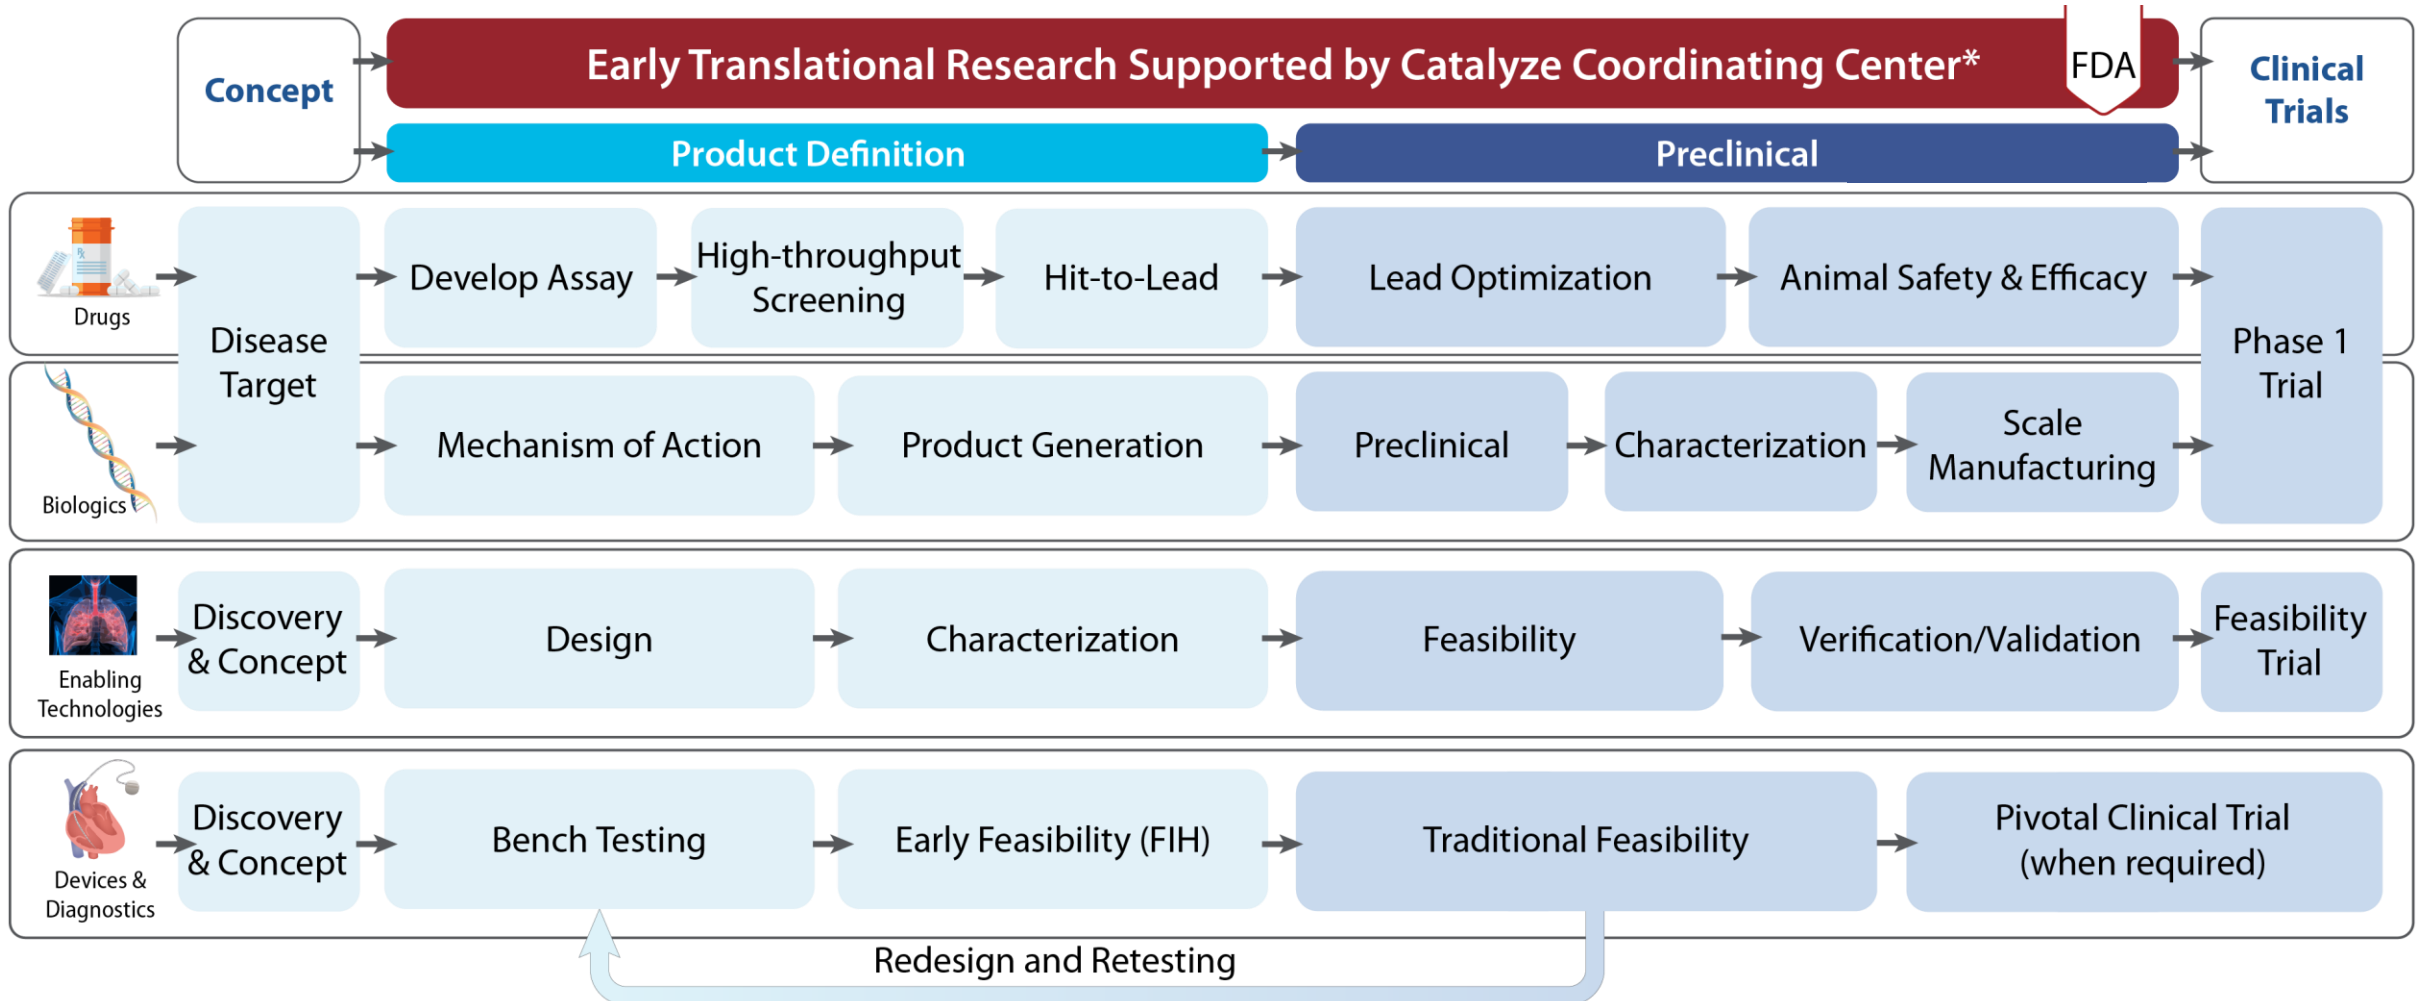 Concept
Early Translational Research Supported by Catalyze Coordinating Center*
FDA
Clinical
Trials
Product Definition
Preclinical
Drugs
Disease
Target
Develop Assay
High-throughput
Screening
Hit-to-Lead
Lead Optimization
Animal Safety & Efficacy
Phase 1
Trial
Biologics
Mechanism of Action
Product Generation
Preclinical
Characterization
Scale
Manufacturing
Enabling
Technologies
Discovery
& Concept
Design
Characterization
Feasibility
Verification/Validation
Feasibility
Trial
Devices &
Diagnostics
Discovery
& Concept
Bench Testing
Early Feasibility (FIH)
Traditional Feasibility
Pivotal Clinical Trial
(when required)
Redesign and Retesting